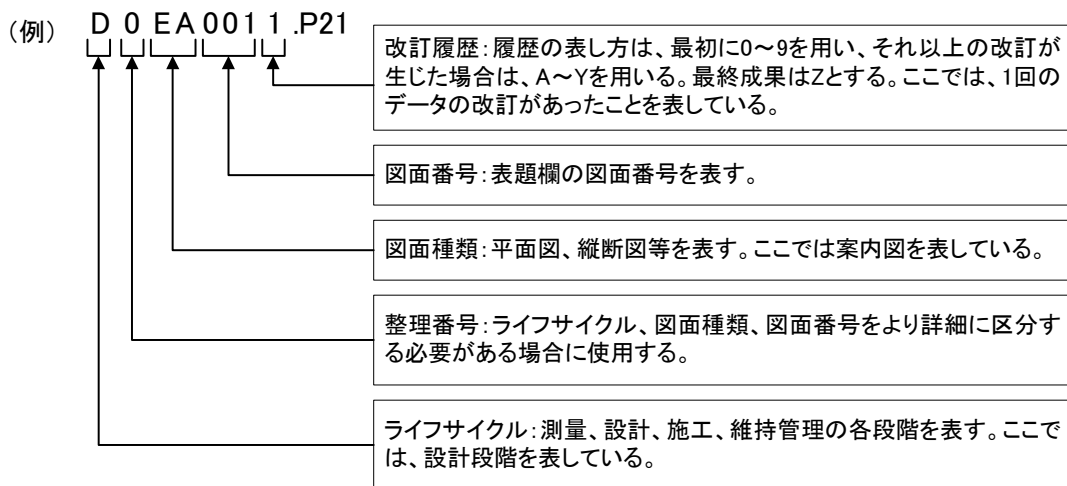 (例) D 0 EA 001 1 .P21
改訂履歴:履歴の表し方は、最初に0~9を用い、それ以上の改訂が
生じた場合は、A~Yを用いる。最終成果はZとする。ここでは、1回の
データの改訂があったことを表している。
図面番号:表題欄の図面番号を表す。
図面種類:平面図、縦断図等を表す。ここでは案内図を表している。
整理番号:ライフサイクル、図面種類、図面番号をより詳細に区分す
る必要がある場合に使用する。
ライフサイクル:測量、設計、施工、維持管理の各段階を表す。ここで
は、設計段階を表している。